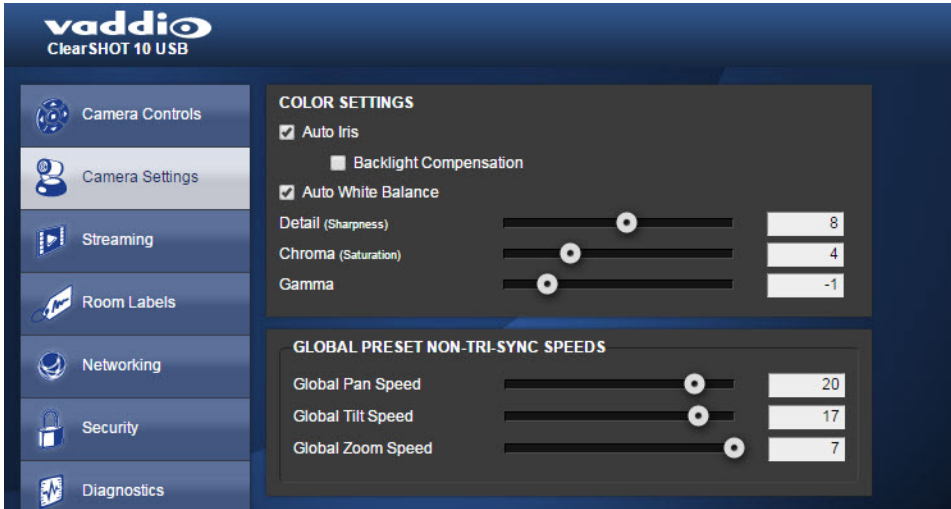 vaddio
ClearSHOT 10 USB
Camera Controls
Camera Settings
Streaming
Room Labels
Networking
Security
Diagnostics
COLOR SETTINGS
Auto Iris
Backlight Compensation
Auto White Balance
Detail (Sharpness) 8
Chroma (Saturation) 4
Gamma -1
GLOBAL PRESET NON-TRI-SYNC SPEEDS
Global Pan Speed 20
Global Tilt Speed 17
Global Zoom Speed 7